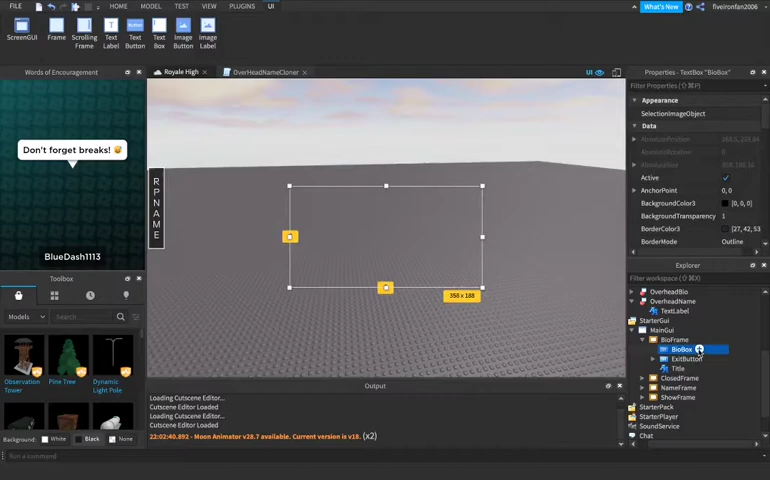 FILE
HOME
MODEL
TEST
VIEW
PLUGINS
UI
What's New
fiveironfan2006
ScreenGUI
Frame
Scrolling Frame
Text Label
Text Button
Text Box
Image Button
Image Label
Words of Encouragement
Royale High
OverHeadNameCloner
UI
Properties - TextBox "BioBox"
Filter Properties (⇧⌘P)
Appearance
SelectionImageObject
Data
AbsolutePosition
AbsoluteRotation 0
AbsoluteSize
Active
AnchorPoint 0, 0
BackgroundColor3 [0, 0, 0]
BackgroundTransparency 1
BorderColor3 [27, 42, 53
BorderMode Outline
Don't forget breaks! 😅
BlueDash1113
RPNAME
358 x 188
Toolbox
Models
Search
Observation Tower
Pine Tree
Dynamic Light Pole
Background: White Black None
Explorer
Filter workspace (⇧⌘X)
OverheadBio
OverheadName
TextLabel
StarterGui
MainGui
BioFrame
BioBox
ExitButton
Title
ClosedFrame
NameFrame
ShowFrame
StarterPack
StarterPlayer
SoundService
Chat
Output
Loading Cutscene Editor...
Cutscene Editor Loaded
Loading Cutscene Editor...
Cutscene Editor Loaded
22:02:40.892 - Moon Animator v28.7 available. Current version is v18. (x2)
Run a command